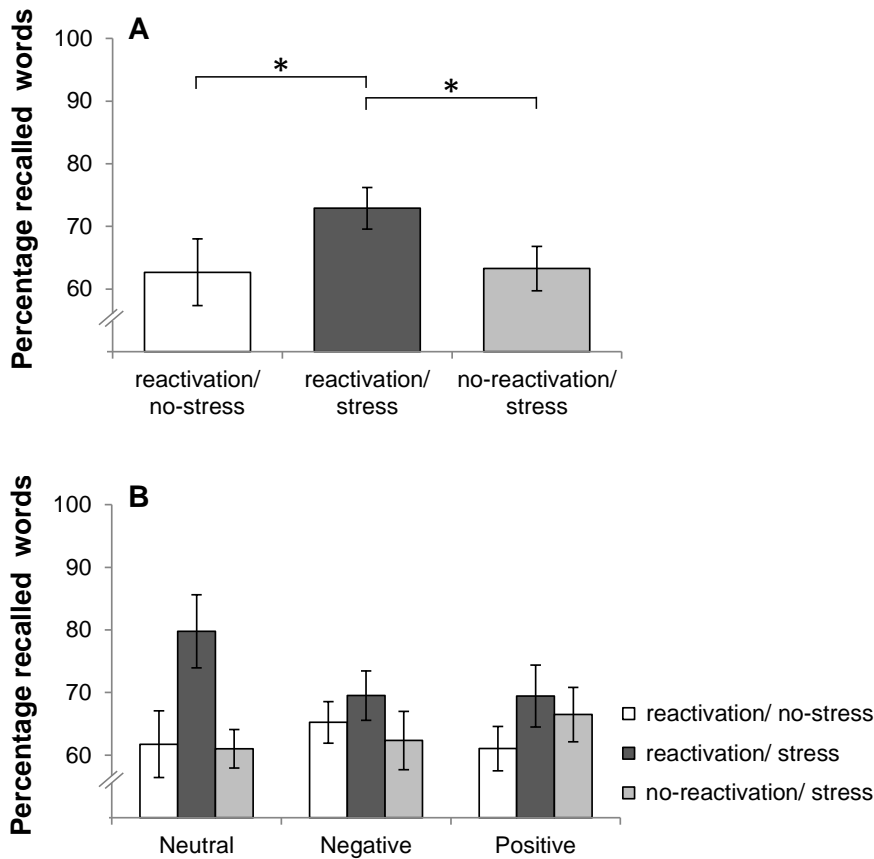 A
Percentage recalled words
100
90
80
70
60
*
*
reactivation/
no-stress
reactivation/
stress
no-reactivation/
stress
B
Percentage recalled words
100
90
80
70
60
Neutral
Negative
Positive
reactivation/ no-stress
reactivation/ stress
no-reactivation/ stress